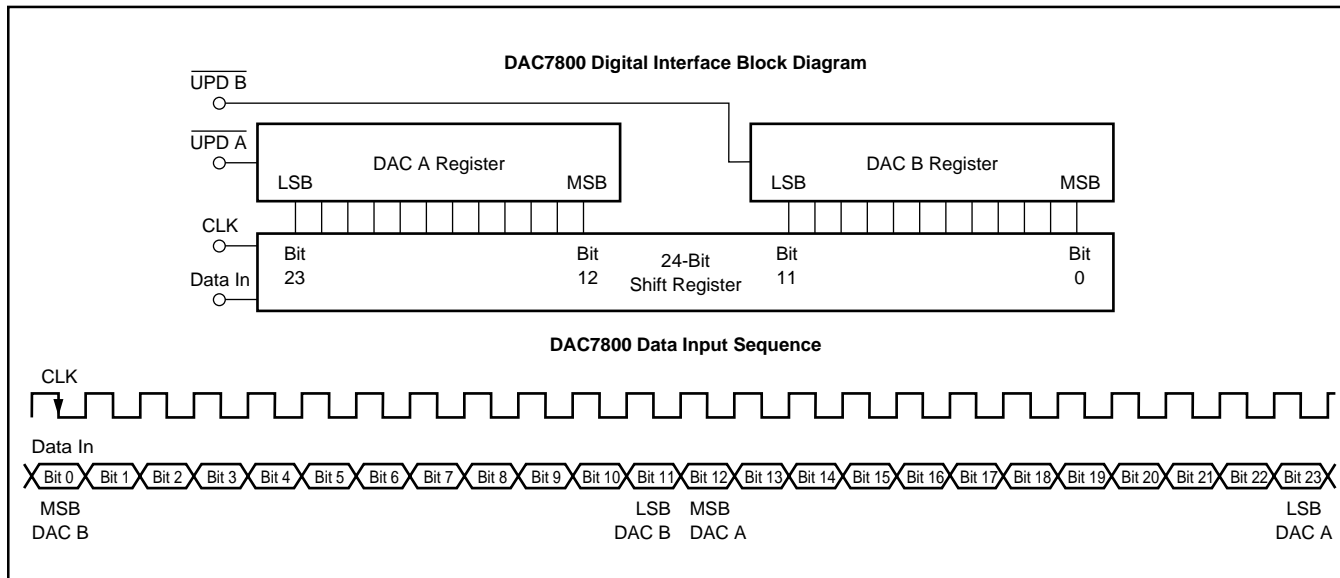 DAC7800 Digital Interface Block Diagram
UPD B
UPD A
DAC A Register
LSB MSB
DAC B Register
LSB MSB
CLK
Data In
Bit 23
Bit 12
24-Bit
Shift Register
Bit 11
Bit 0
DAC7800 Data Input Sequence
CLK
Data In
Bit 0 Bit 1 Bit 2 Bit 3 Bit 4 Bit 5 Bit 6 Bit 7 Bit 8 Bit 9 Bit 10 Bit 11 Bit 12 Bit 13 Bit 14 Bit 15 Bit 16 Bit 17 Bit 18 Bit 19 Bit 20 Bit 21 Bit 22 Bit 23
MSB LSB MSB LSB
DAC B DAC B DAC A DAC A